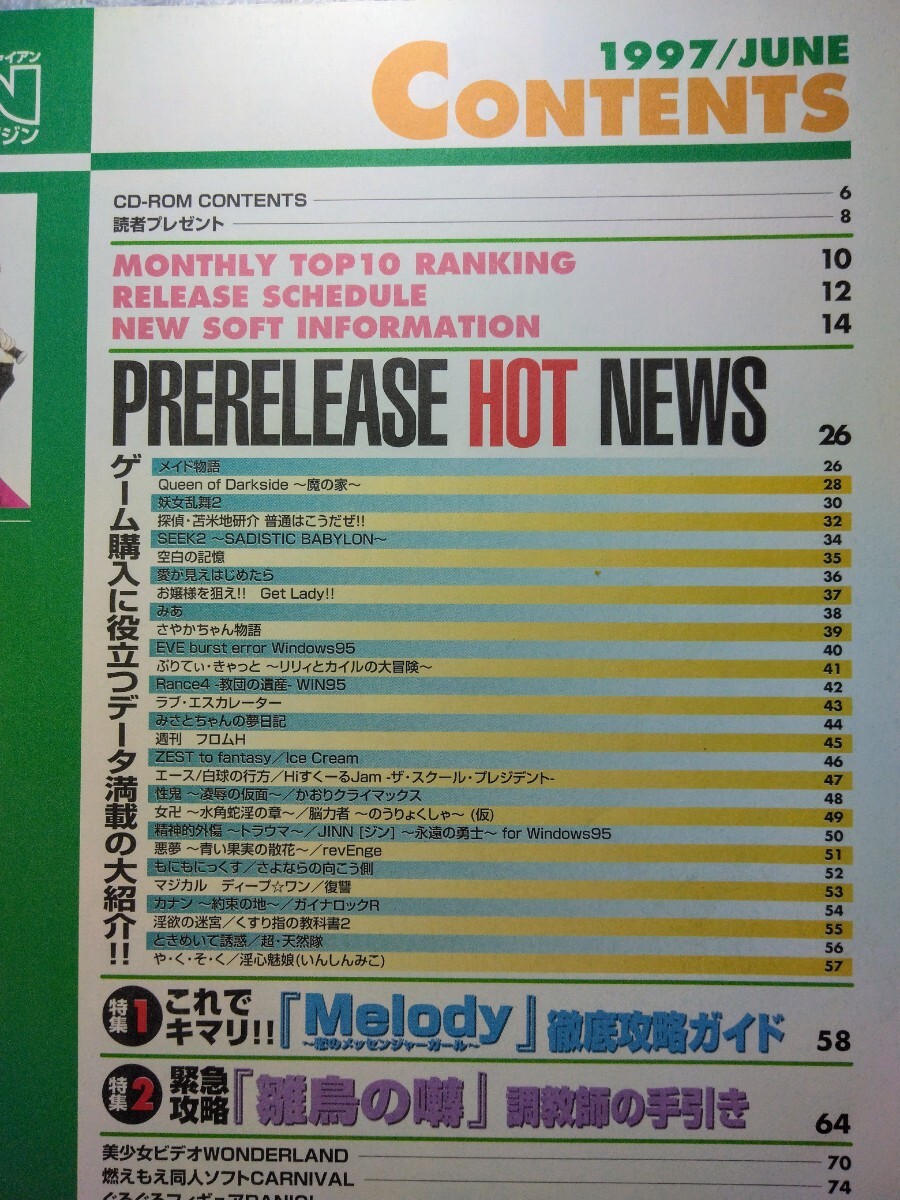 イアン
N
ジン
1997/JUNE
CONTENTS
CD-ROM CONTENTS 6
読者プレゼント 8
MONTHLY TOP10 RANKING 10
RELEASE SCHEDULE 12
NEW SOFT INFORMATION 14
PRERELEASE HOT NEWS 26
ゲーム購入に役立つデータ満載の大紹介!!
メイド物語 26
Queen of Darkside ～魔の家～ 28
妖女乱舞2 30
探偵・苫米地研介 普通はこうだぜ!! 32
SEEK2 ～SADISTIC BABYLON～ 34
空白の記憶 35
愛が見えはじめたら 36
お嬢様を狙え!! Get Lady!! 37
みあ 38
さやかちゃん物語 39
EVE burst error Windows95 40
ぷりてぃ・きゃっと ～リリィとカイルの大冒険～ 41
Rance4 -教団の遺産- WIN95 42
ラブ・エスカレーター 43
みさとちゃんの夢日記 44
週刊 フロムH 45
ZEST to fantasy／Ice Cream 46
エース/白球の行方／HiすくーるJam -ザ・スクール・プレジデント- 47
性鬼 ～凌辱の仮面～／かおりクライマックス 48
女卍 ～水角蛇淫の章～／脳力者 ～のうりょくしゃ～ (仮) 49
精神的外傷 ～トラウマ～／JINN [ジン] ～永遠の勇士～ for Windows95 50
悪夢 ～青い果実の散花～／revEnge 51
もにもにっくす／さよならの向こう側 52
マジカル ディープ☆ワン／復讐 53
カナン ～約束の地～／ガイナロックR 54
淫欲の迷宮／くすり指の教科書2 55
ときめいて誘惑／超・天然隊 56
や・く・そ・く／淫心魅娘(いんしんみこ) 57
特集1 これでキマリ!!『Melody』徹底攻略ガイド 58
～恋のメッセンジャーガール～
特集2 緊急攻略『雛鳥の囀』調教師の手引き 64
美少女ビデオWONDERLAND 70
燃えもえ同人ソフトCARNIVAL 74
ぐるぐるフィギュアPANIC!